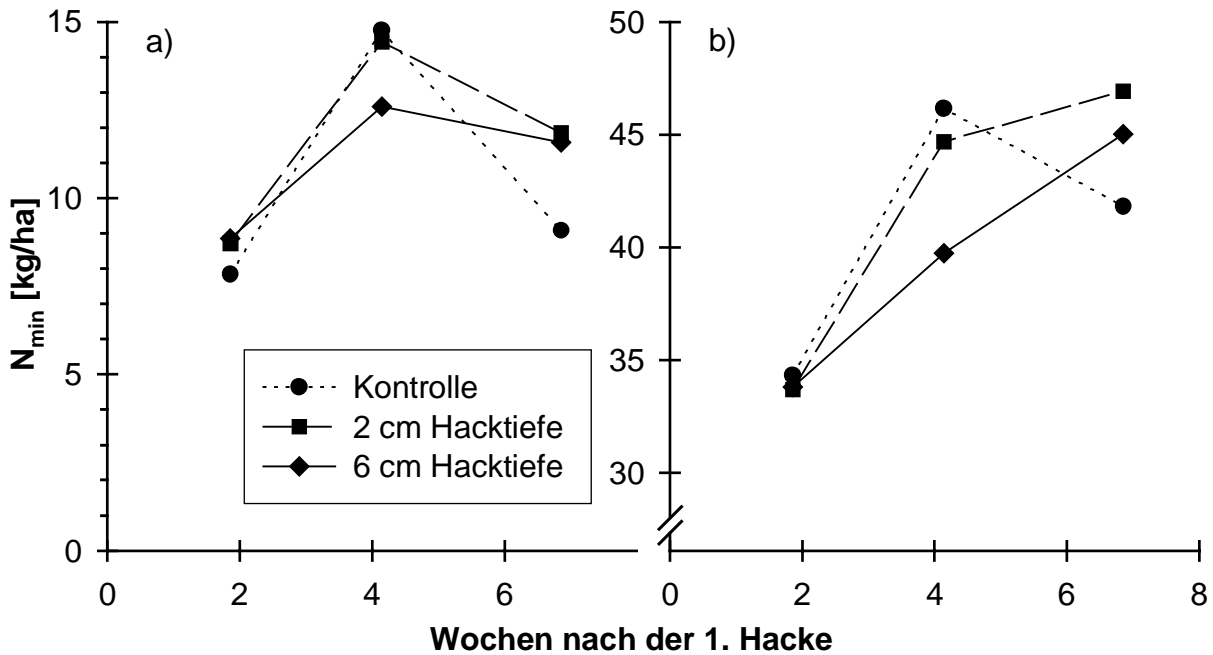 15
10
5
0
a)
N_min [kg/ha]
Kontrolle
2 cm Hacktiefe
6 cm Hacktiefe
0 2 4 6
50
45
40
35
30
b)
0 2 4 6 8
Wochen nach der 1. Hacke